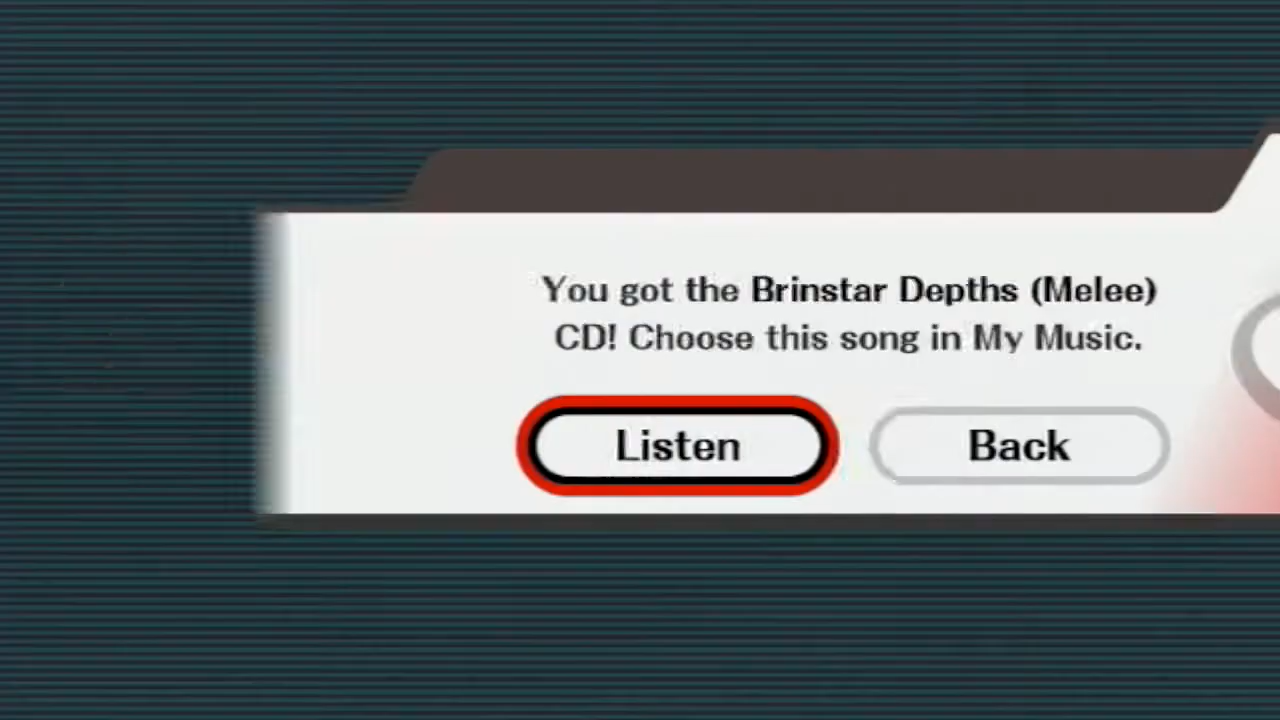 You got the Brinstar Depths (Melee)
CD! Choose this song in My Music.
Listen Back